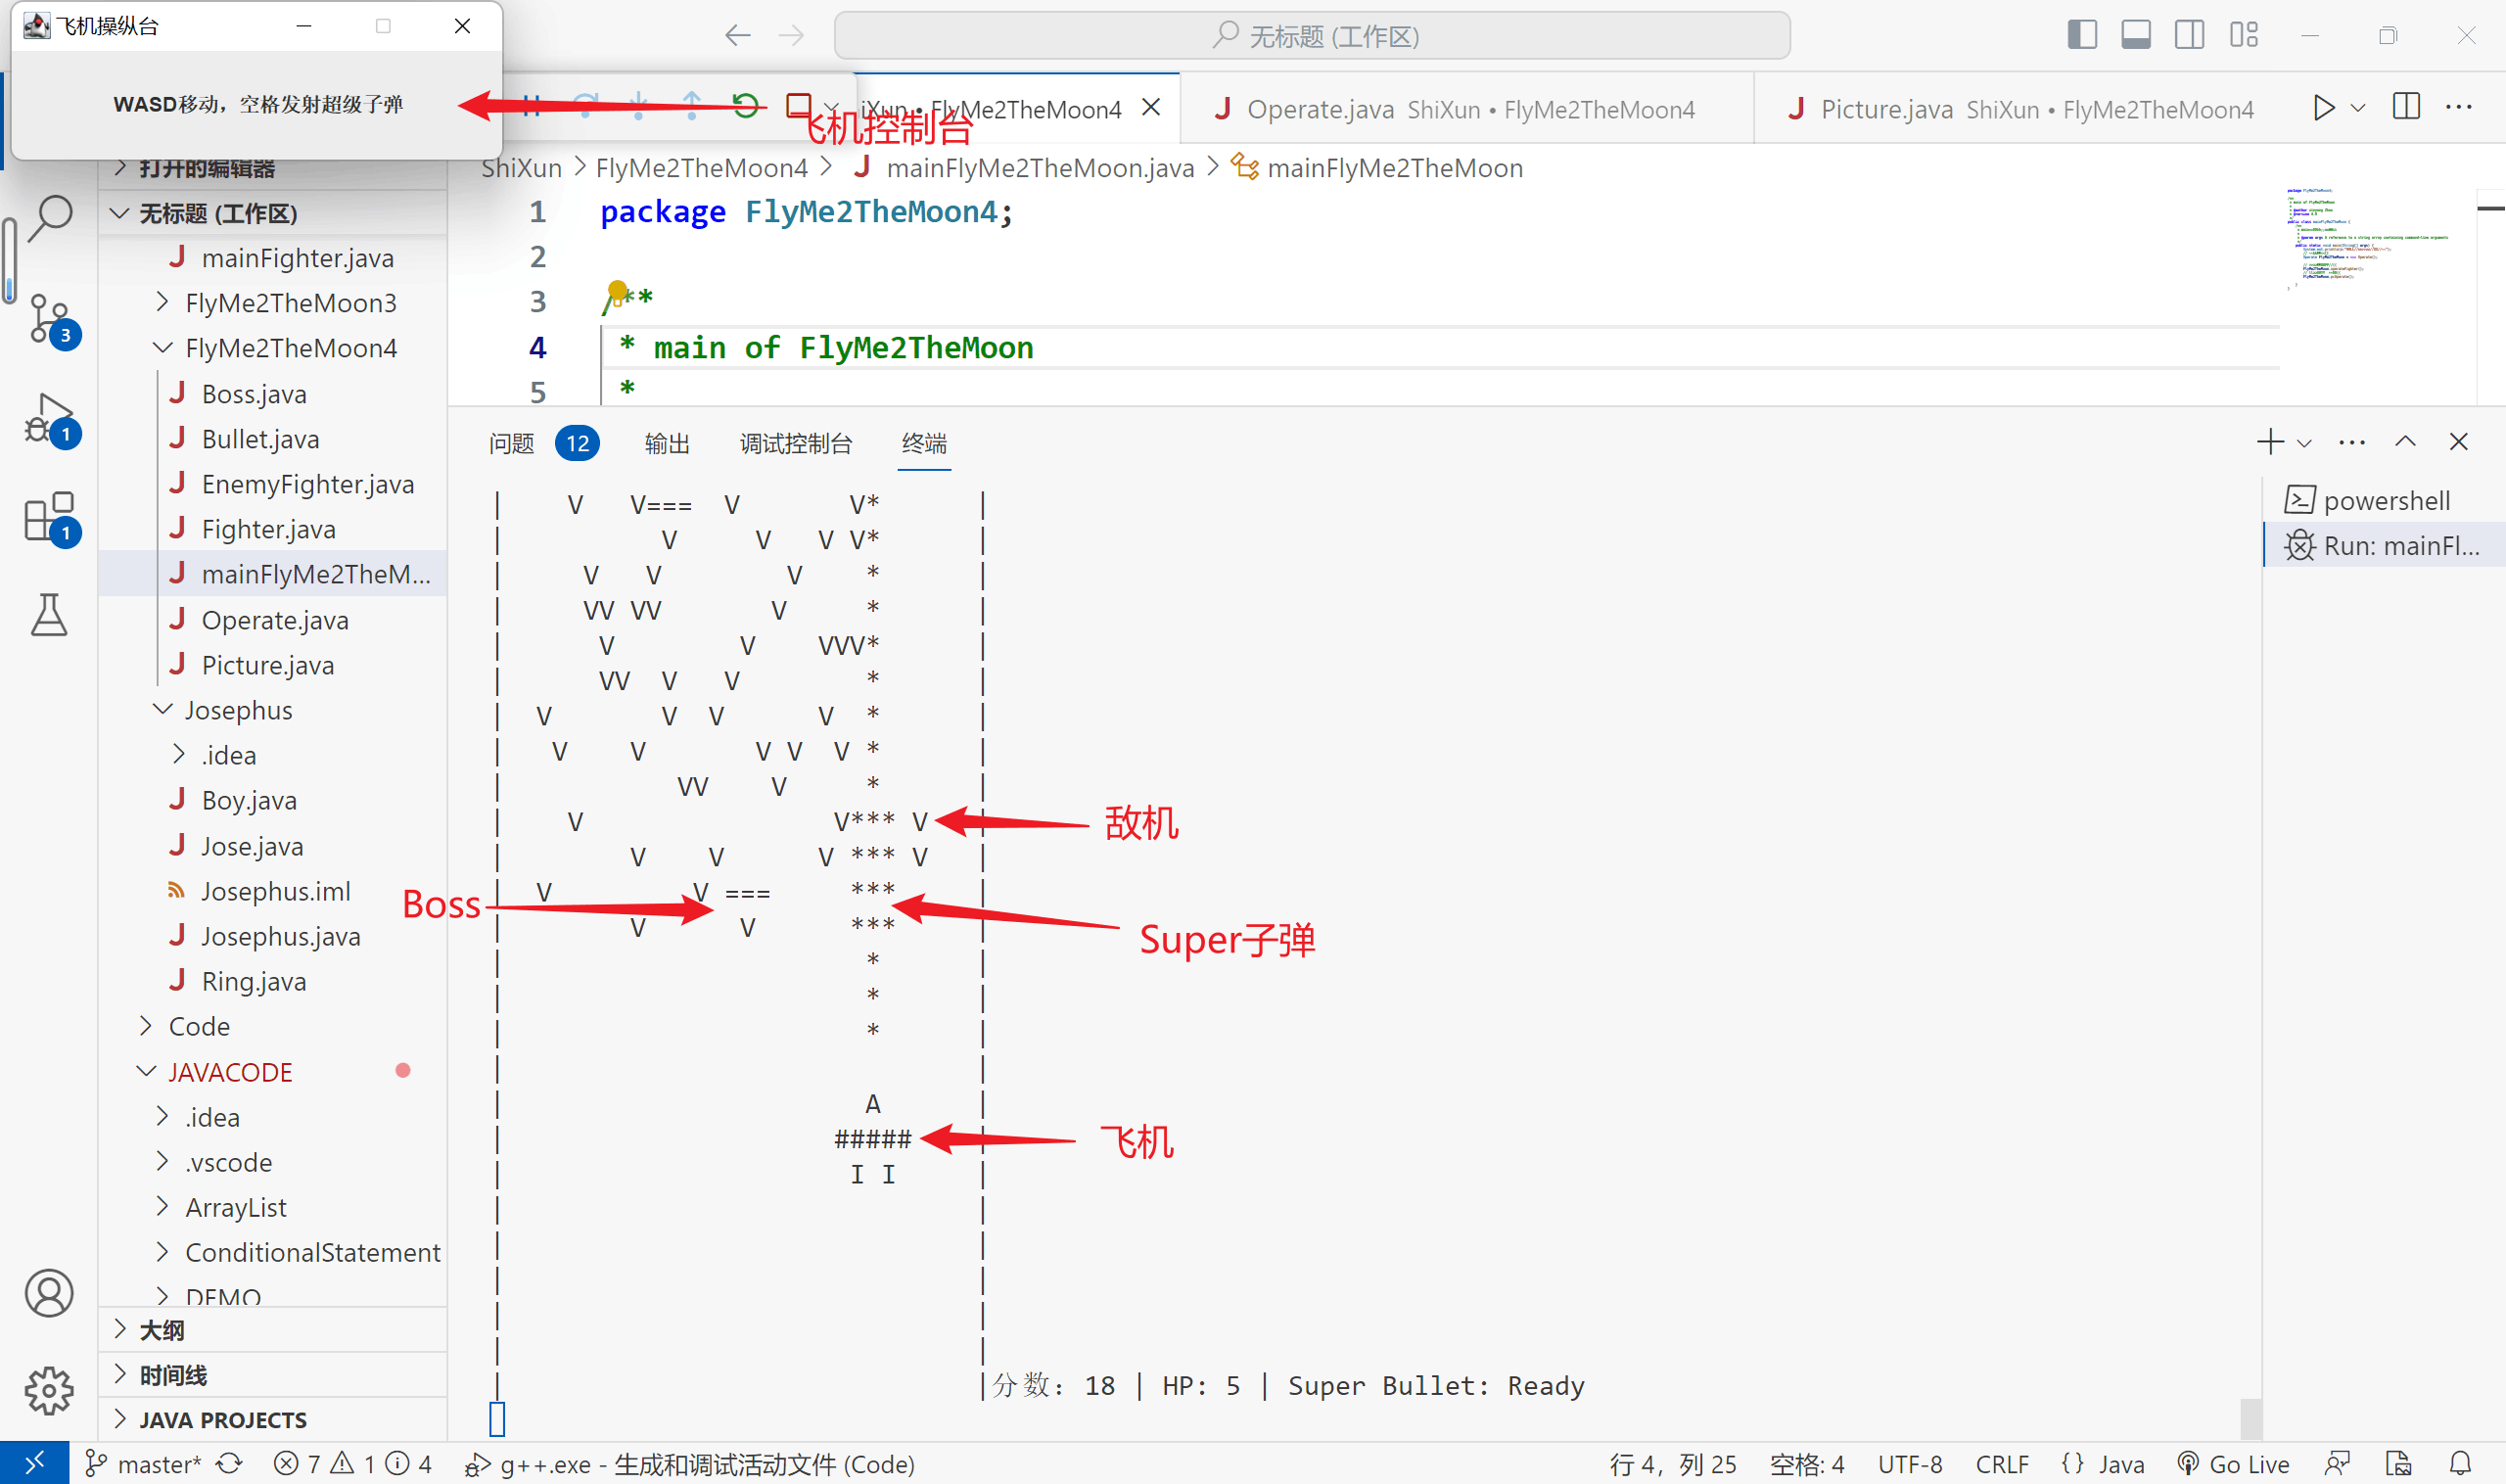 飞机操纵台
WASD移动，空格发射超级子弹
飞机控制台
无标题 (工作区)
iXun • FlyMe2TheMoon4
Operate.java ShiXun • FlyMe2TheMoon4
Picture.java ShiXun • FlyMe2TheMoon4
ShiXun > FlyMe2TheMoon4 > J mainFlyMe2TheMoon.java > mainFlyMe2TheMoon
打开的编辑器
无标题 (工作区)
mainFighter.java
FlyMe2TheMoon3
FlyMe2TheMoon4
Boss.java
Bullet.java
EnemyFighter.java
Fighter.java
mainFlyMe2TheM...
Operate.java
Picture.java
Josephus
.idea
Boy.java
Jose.java
Josephus.iml
Josephus.java
Ring.java
Code
JAVACODE
.idea
.vscode
ArrayList
ConditionalStatement
DEMO
大纲
时间线
JAVA PROJECTS
3
1
1
1 package FlyMe2TheMoon4;
2
3 /**
4 * main of FlyMe2TheMoon
5 *
问题 12 输出 调试控制台 终端
powershell
Run: mainFl...
| V V=== V V* |
| V V V V* |
| V V V * |
| VV VV V * |
| V V VVV* |
| VV V V * |
| V V V V * |
| V V V V V * |
| VV V * |
| V V*** V | 敌机
| V V V *** V |
Boss | V V === *** |
| V V *** | Super子弹
| * |
| * |
| * |
| |
| A |
| ##### | 飞机
| I I |
| |
| |
| |
| |
| |
| |分数: 18 | HP: 5 | Super Bullet: Ready
master* 7 1 4 g++.exe - 生成和调试活动文件 (Code) 行 4，列 25 空格: 4 UTF-8 CRLF {} Java Go Live